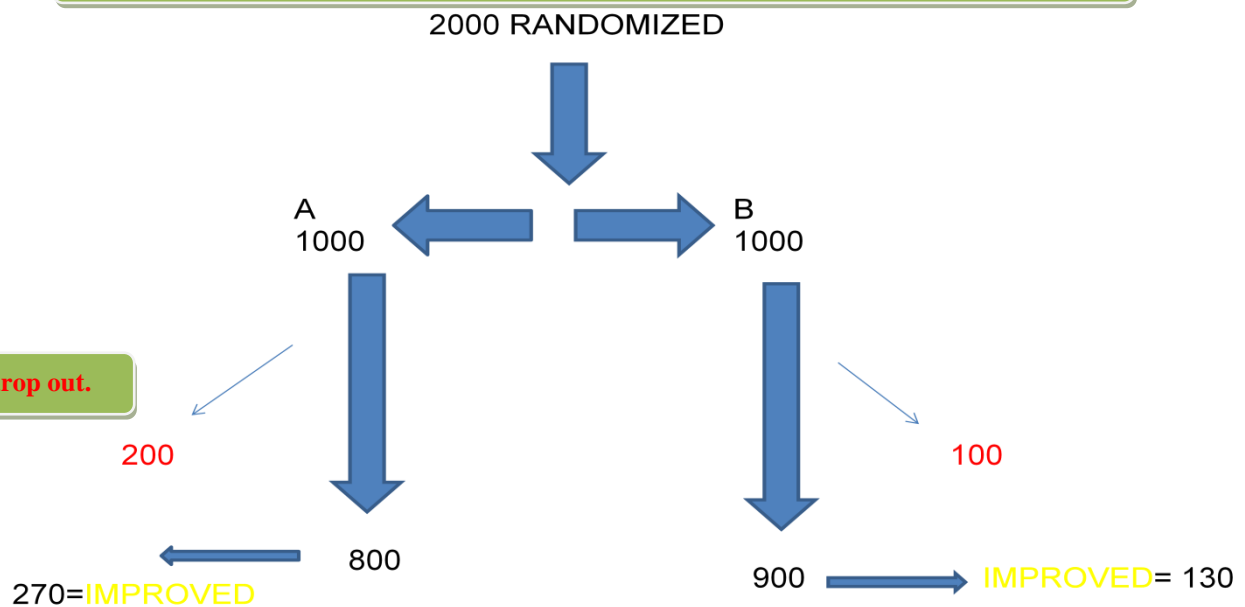 2000 RANDOMIZED
A
1000
B
1000
rop out.
200
100
800
270=IMPROVED
900
IMPROVED= 130